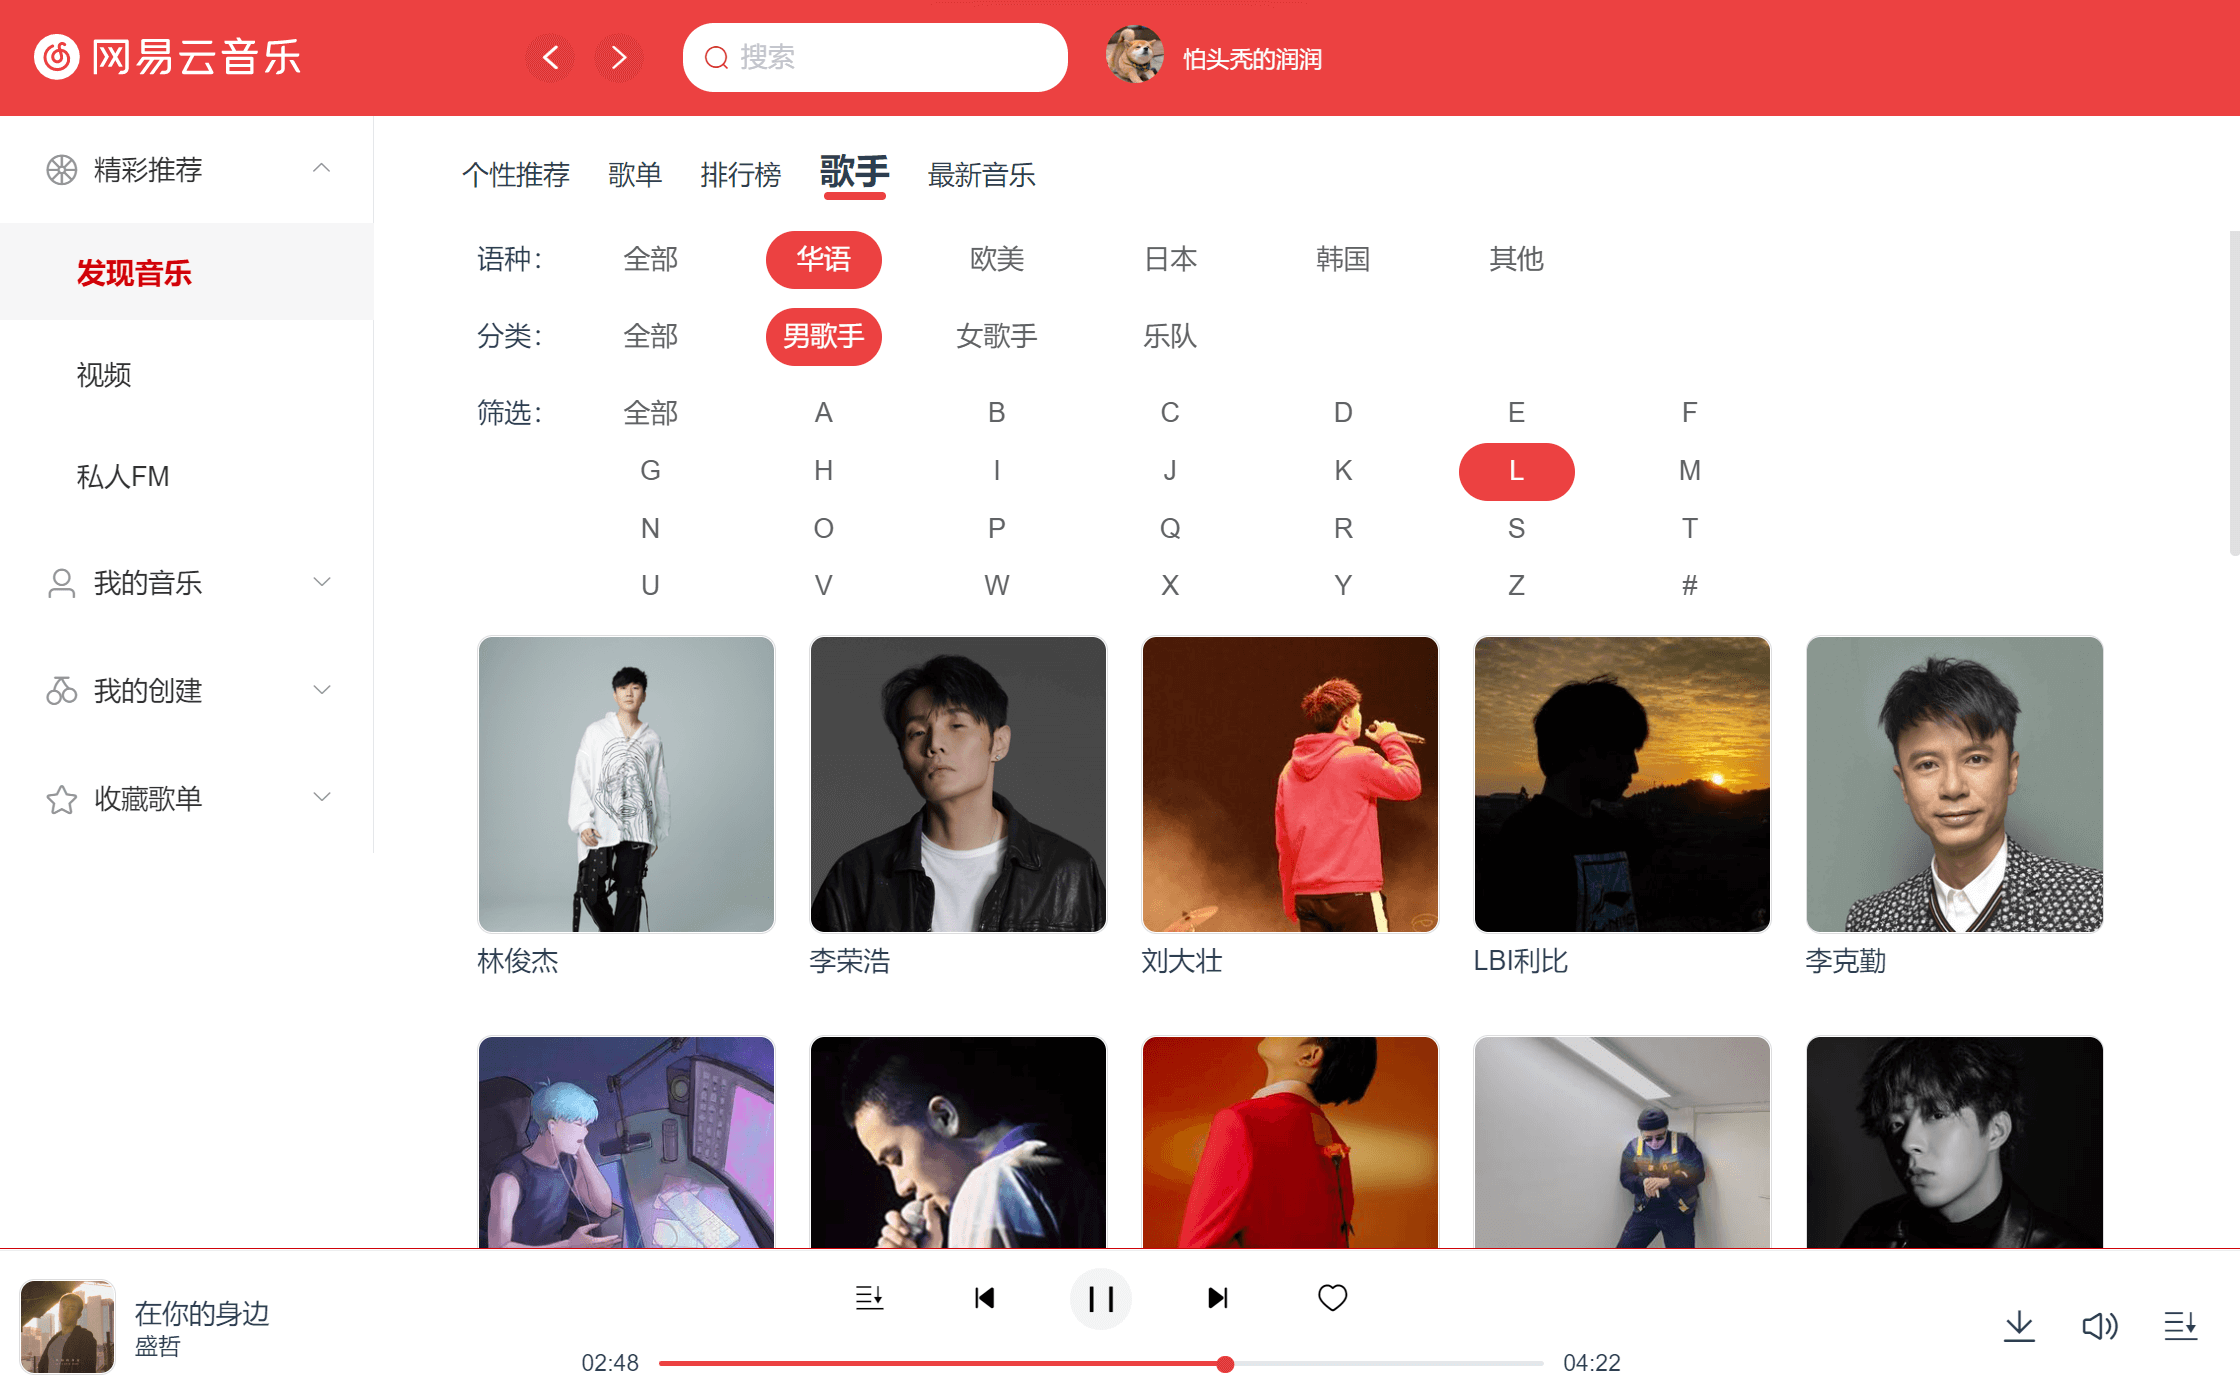 网易云音乐
搜索
怕头秃的润润
精彩推荐
发现音乐
视频
私人FM
我的音乐
我的创建
收藏歌单
个性推荐 歌单 排行榜 歌手 最新音乐
语种： 全部 华语 欧美 日本 韩国 其他
分类： 全部 男歌手 女歌手 乐队
筛选： 全部 A B C D E F
G H I J K L M
N O P Q R S T
U V W X Y Z #
林俊杰 李荣浩 刘大壮 LBI利比 李克勤
在你的身边
盛哲
02:48 04:22